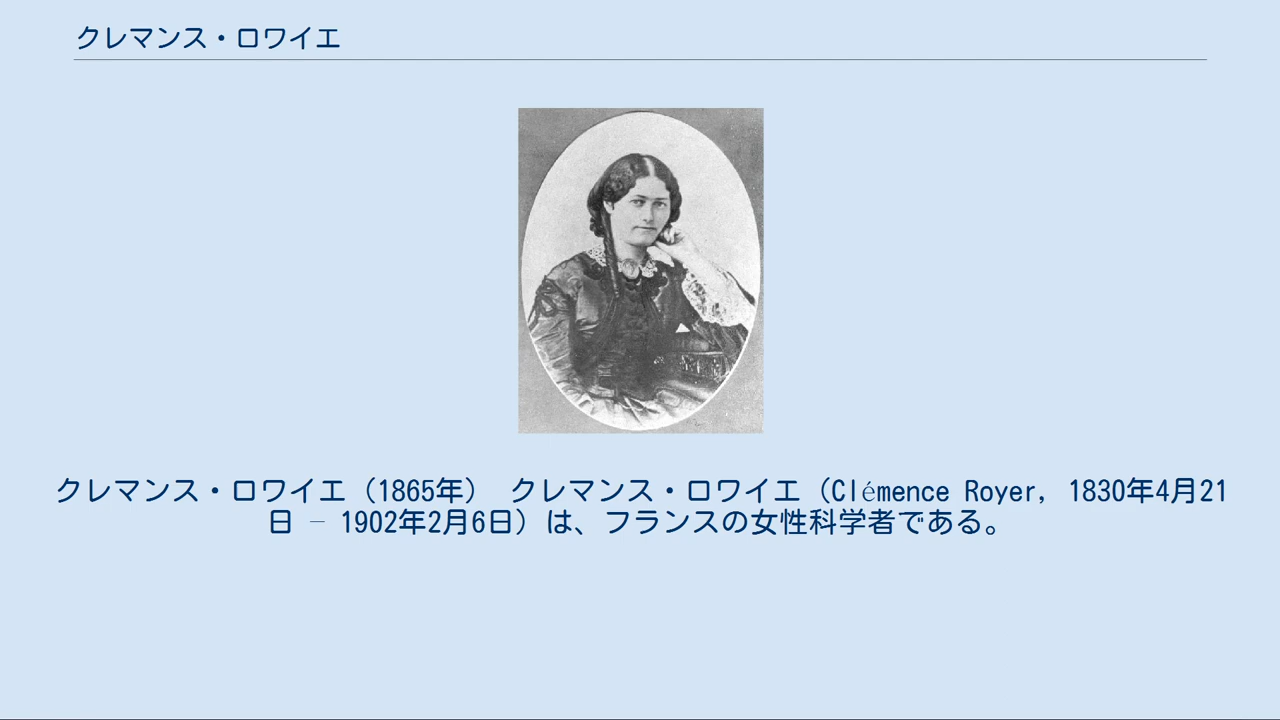 クレマンス・ロワイエ
クレマンス・ロワイエ（1865年） クレマンス・ロワイエ（Clémence Royer, 1830年4月21
日 – 1902年2月6日）は、フランスの女性科学者である。